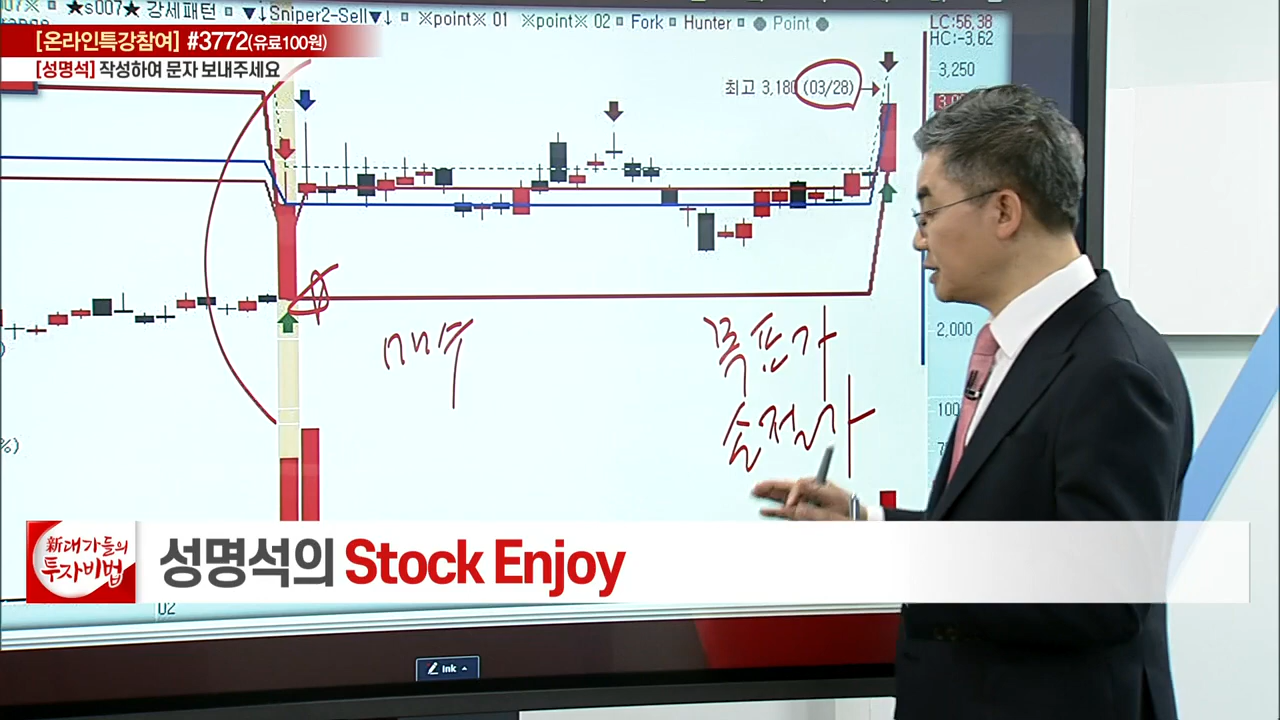 ★s007★ 강세패턴 ▼↓Sniper2-Sell▼↓ ※point※ 01 ※point※ 02 Fork Hunter ● Point ●
LC:56,38
HC:-3,62
[온라인특강참여] #3772(유료100원)
[성명석] 작성하여 문자 보내주세요
3,250
최고 3,180 (03/28)
2,000
매수
목표가
손절가
100
%)
新대가들의
투자비법
성명석의 Stock Enjoy
02
Ink